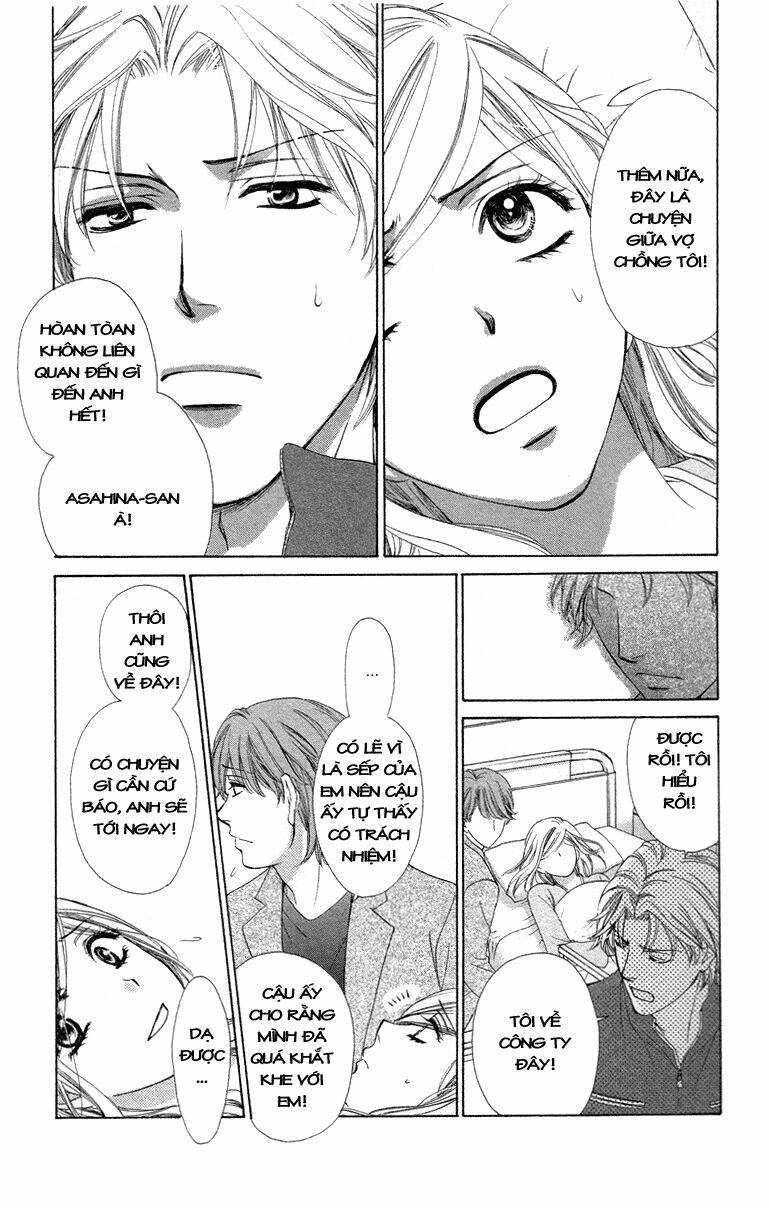 THÊM NỮA,
ĐÂY LÀ
CHUYỆN
GIỮA VỢ
CHỒNG TÔI!
HÒAN TÒAN
KHÔNG LIÊN
QUAN ĐẾN GÌ
ĐẾN ANH
HẾT!
ASAHINA-SAN
À!
ĐƯỢC
RỒI! TÔI
HIỂU
RỒI!
TÔI VỀ
CÔNG TY
ĐÂY!
...
CÓ LẼ VÌ
LÀ SẾP CỦA
EM NÊN CẬU
ẤY TỰ THẤY
CÓ TRÁCH
NHIỆM!
CẬU ẤY
CHO RẰNG
MÌNH ĐÃ
QUÁ KHẮT
KHE VỚI
EM!
THÔI
ANH
CŨNG
VỀ ĐÂY!
CÓ CHUYỆN
GÌ CẦN CỨ
BÁO, ANH SẼ
TỚI NGAY!
DẠ
ĐƯỢC
...